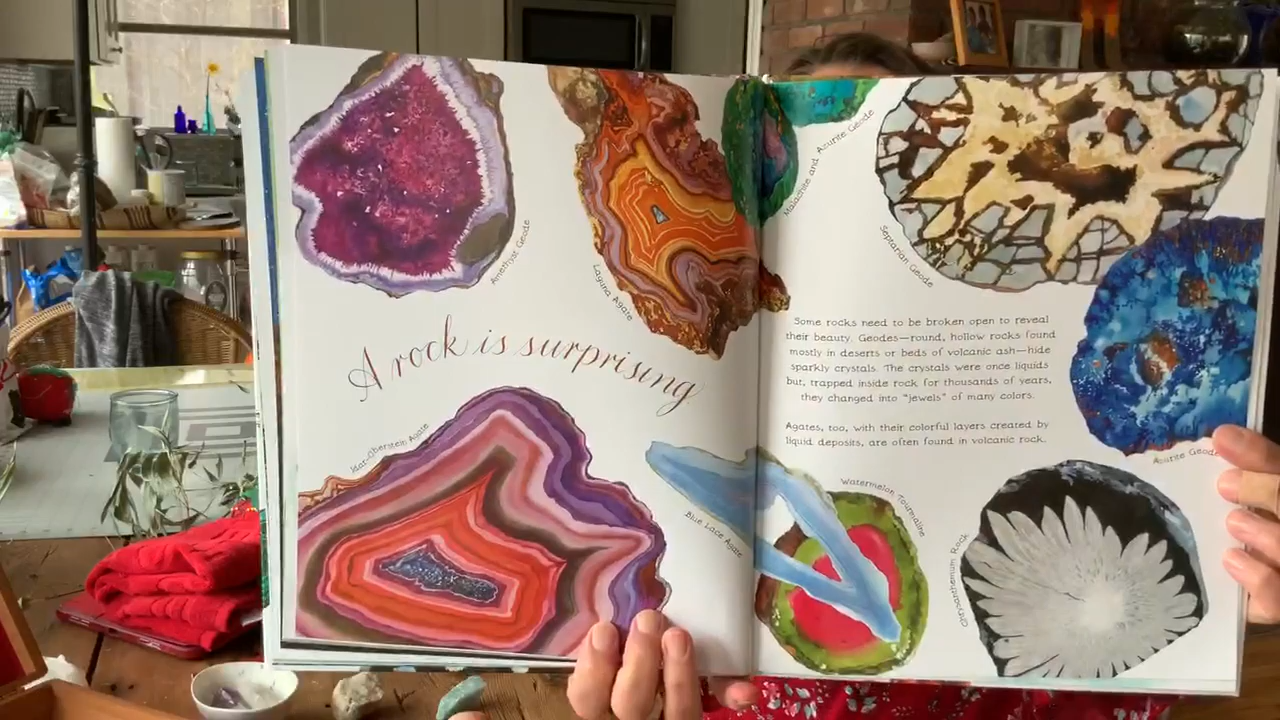 Amethyst Geode
Laguna Agate
A rock is surprising.
Idar-Oberstein Agate
Blue Lace Agate
Malachite and Azurite Geode
Septarian Geode
Some rocks need to be broken open to reveal
their beauty. Geodes—round, hollow rocks found
mostly in deserts or beds of volcanic ash—hide
sparkly crystals. The crystals were once liquids
but, trapped inside rock for thousands of years,
they changed into “jewels” of many colors.
Agates, too, with their colorful layers created by
liquid deposits, are often found in volcanic rock.
Azurite Geode
Watermelon Tourmaline
Chrysanthemum Rock